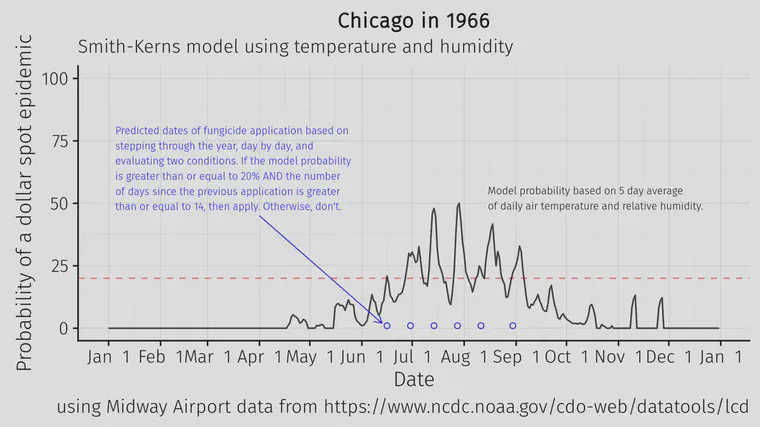 Chicago in 1966
Smith-Kerns model using temperature and humidity
Probability of a dollar spot epidemic
100
75
50
25
0
Predicted dates of fungicide application based on
stepping through the year, day by day, and
evaluating two conditions. If the model probability
is greater than or equal to 20% AND the number
of days since the previous application is greater
than or equal to 14, then apply. Otherwise, don't.
Model probability based on 5 day average
of daily air temperature and relative humidity.
Jan 1 Feb 1 Mar 1 Apr 1 May 1 Jun 1 Jul 1 Aug 1 Sep 1 Oct 1 Nov 1 Dec 1 Jan 1
Date
using Midway Airport data from https://www.ncdc.noaa.gov/cdo-web/datatools/lcd